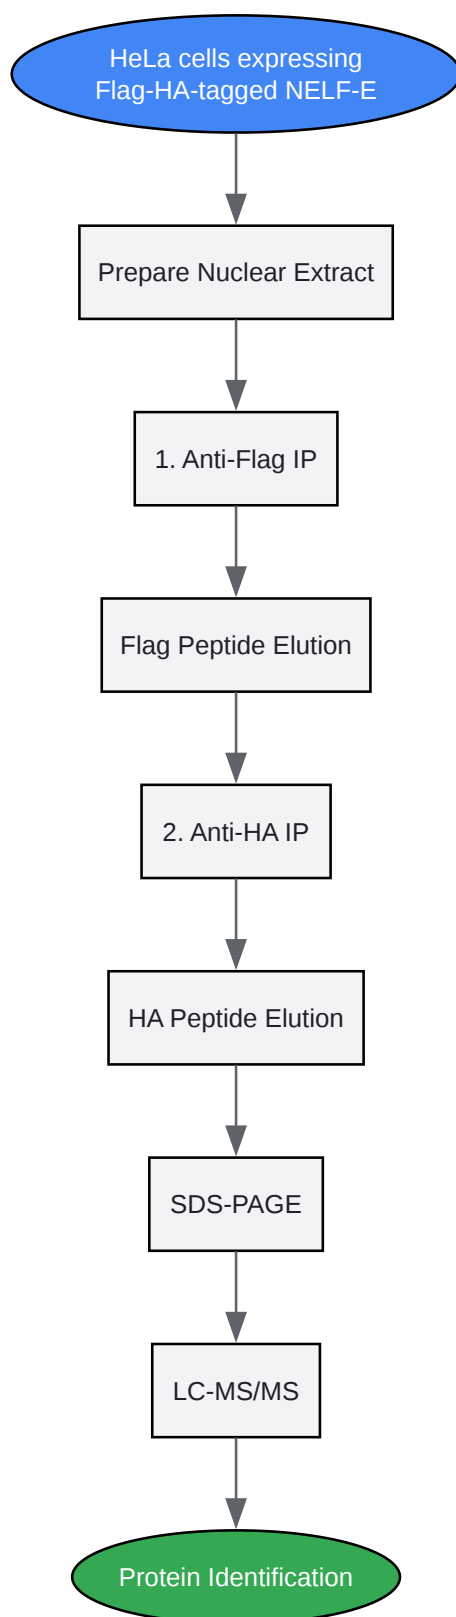 HeLa cells expressing
Flag-HA-tagged NELF-E
Prepare Nuclear Extract
1. Anti-Flag IP
Flag Peptide Elution
2. Anti-HA IP
HA Peptide Elution
SDS-PAGE
LC-MS/MS
Protein Identification